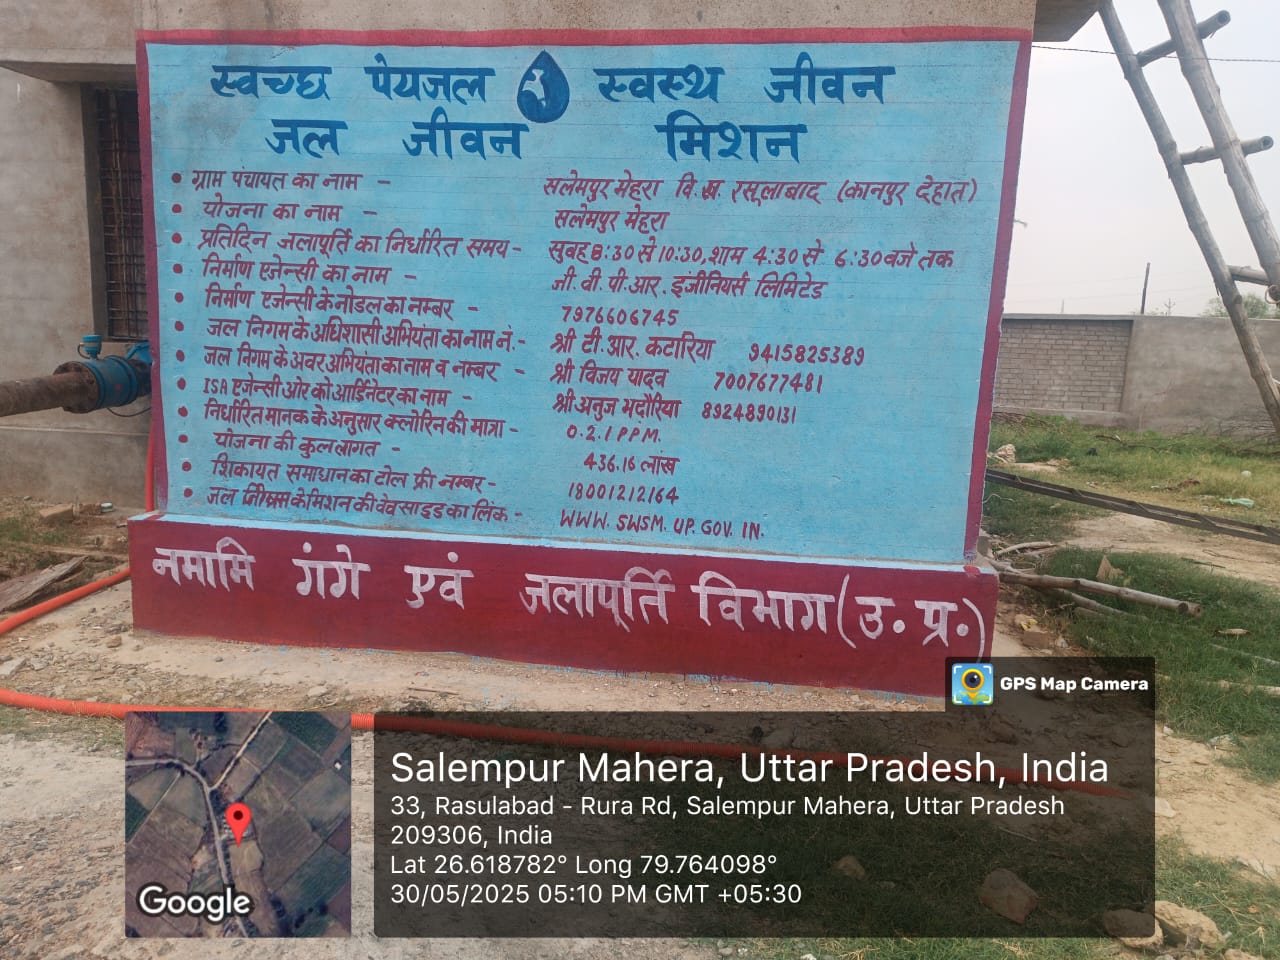 स्वच्छ पेयजल स्वस्थ जीवन
जल जीवन मिशन
• ग्राम पंचायत का नाम - सलेमपुर मेहरा वि.ख. रसूलाबाद (कानपुर देहात)
• योजना का नाम - सलेमपुर मेहरा
• प्रतिदिन जलापूर्ति का निर्धारित समय - सुबह 8:30 से 10:30, शाम 4:30 से 6:30 बजे तक
• निर्माण एजेन्सी का नाम - जी. वी. पी. आर. इंजीनियर्स लिमिटेड
• निर्माण एजेन्सी के नोडल का नम्बर - 7976606745
• जल निगम के अधिशासी अभियंता का नाम नं. - श्री टी. आर. कटारिया 9415825389
• जल निगम के अवर अभियंता का नाम व नम्बर - श्री विजय यादव 7007677481
• ISA एजेन्सी और को आर्डिनेटर का नाम - श्री अनुज भदौरिया 8924890131
• निर्धारित मानक के अनुसार क्लोरिन की मात्रा - 0.2.1 PPM.
• योजना की कुल लागत - 436.16 लाख
• शिकायत समाधान का टोल फ्री नम्बर - 18001212164
• जल के मिशन की वेव साइड का लिंक - WWW. SWSM. UP. GOV. IN.
नमामि गंगे एवं जलापूर्ति विभाग (उ. प्र.)
GPS Map Camera
Salempur Mahera, Uttar Pradesh, India
33, Rasulabad - Rura Rd, Salempur Mahera, Uttar Pradesh
209306, India
Lat 26.618782° Long 79.764098°
30/05/2025 05:10 PM GMT +05:30
Google